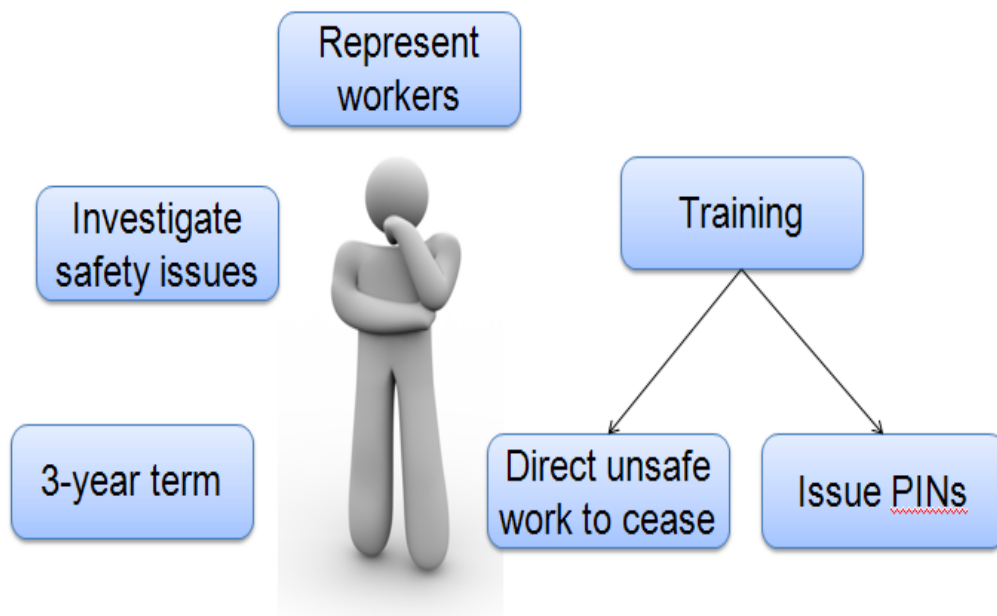 Represent
workers
Investigate
safety issues
Training
3-year term
Direct unsafe
work to cease
Issue PINs